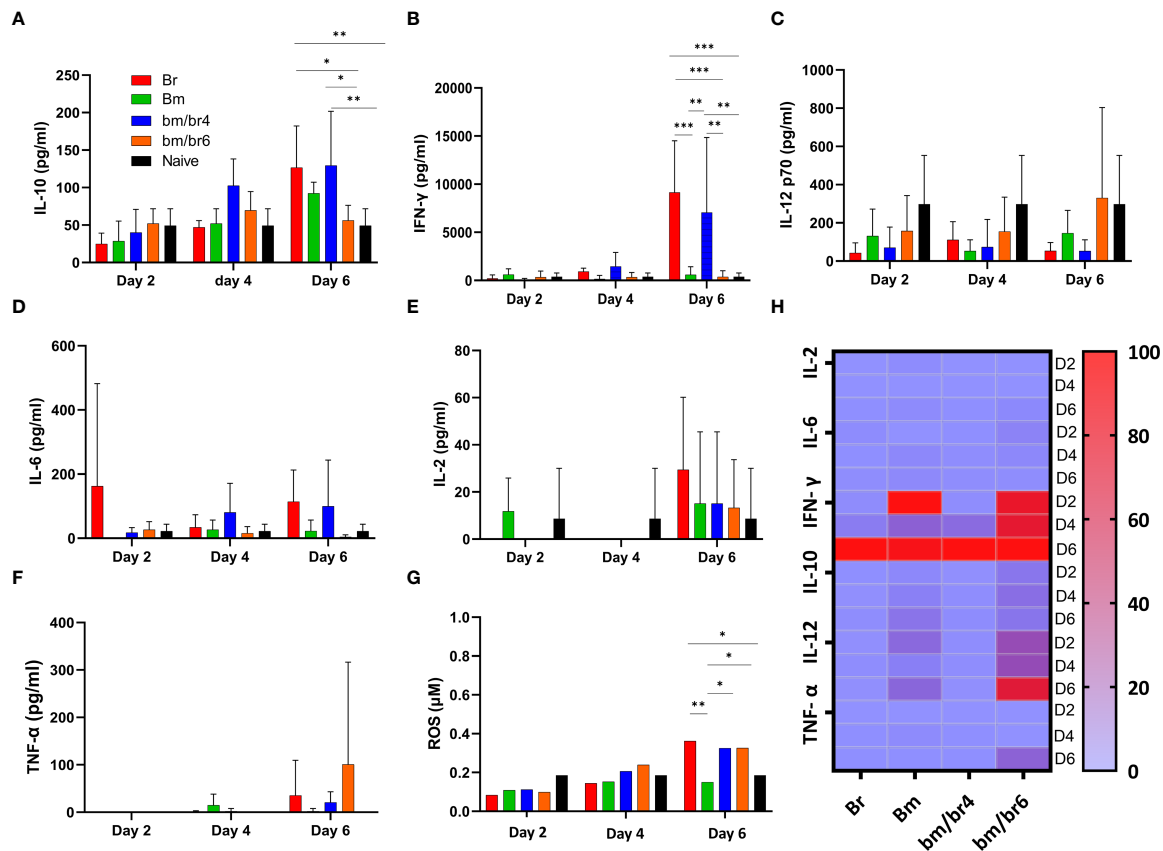 A
IL-10 (pg/ml)
250
200
150
100
50
0
Br
Bm
bm/br4
bm/br6
Naive
**
*
*
**
Day 2
day 4
Day 6
B
IFN-γ (pg/ml)
20000
15000
10000
5000
0
***
***
**
**
***
**
Day 2
Day 4
Day 6
C
IL-12 p70 (pg/ml)
1000
800
600
400
200
0
Day 2
Day 4
Day 6
D
IL-6 (pg/ml)
600
400
200
0
Day 2
Day 4
Day 6
E
IL-2 (pg/ml)
80
60
40
20
0
Day 2
Day 4
Day 6
F
TNF-α (pg/ml)
400
300
200
100
0
Day 2
Day 4
Day 6
G
ROS (μM)
1.0
0.8
0.6
0.4
0.2
0.0
*
*
*
**
Day 2
Day 4
Day 6
H
IL-2
IL-6
IFN- γ
IL-10
IL-12
TNF- α
D2
D4
D6
D2
D4
D6
D2
D4
D6
D2
D4
D6
D2
D4
D6
D2
D4
D6
Br
Bm
bm/br4
bm/br6
100
80
60
40
20
0